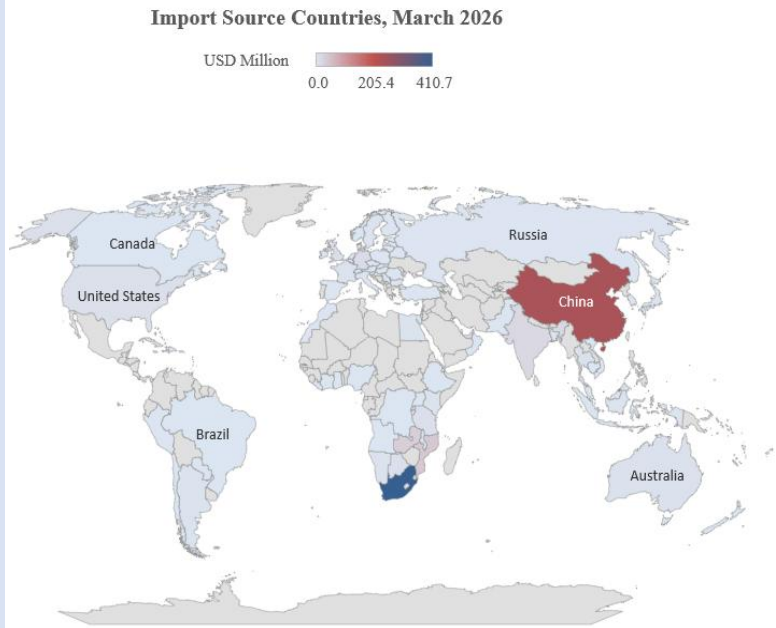 Import Source Countries, March 2026
USD Million
0.0 205.4 410.7
Canada
Russia
United States
China
Brazil
Australia